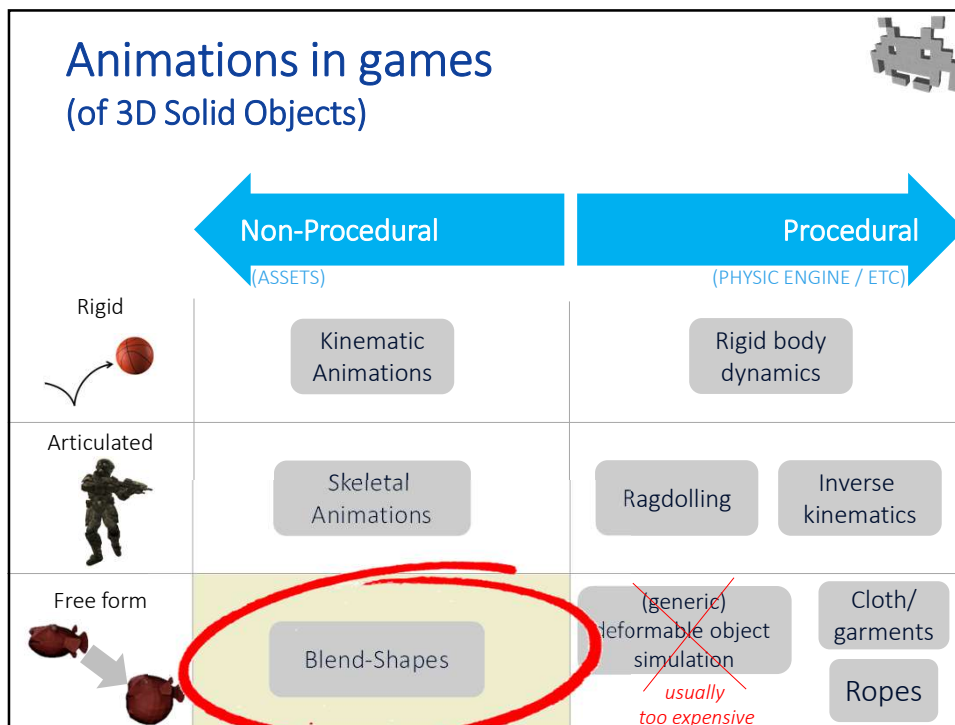 Animations in games
(of 3D Solid Objects)
Non-Procedural
Procedural
(ASSETS)
(PHYSIC ENGINE / ETC)
Rigid
Kinematic
Animations
Rigid body
dynamics
Articulated
Skeletal
Animations
Ragdolling
Inverse
kinematics
Free form
Blend-Shapes
(generic)
deformable object
simulation
usually
too expensive
Cloth/
garments
Ropes